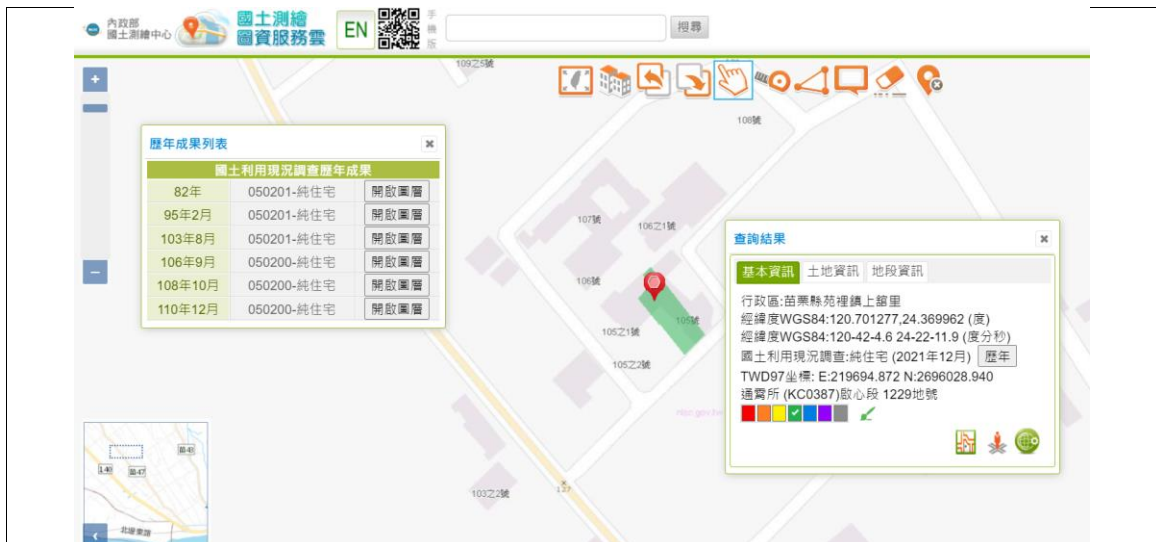 內政部
國土測繪中心
國土測繪
圖資服務雲
EN
手機版
搜尋
109之5號
108號
107號
106之1號
106號
105號
105之1號
105之2號
103之2號
127
歷年成果列表
國土利用現況調查歷年成果
82年 050201-純住宅 開啟圖層
95年2月 050201-純住宅 開啟圖層
103年8月 050201-純住宅 開啟圖層
106年9月 050200-純住宅 開啟圖層
108年10月 050200-純住宅 開啟圖層
110年12月 050200-純住宅 開啟圖層
查詢結果
基本資訊 土地資訊 地段資訊
行政區:苗栗縣苑裡鎮上館里
經緯度WGS84:120.701277,24.369962 (度)
經緯度WGS84:120-42-4.6 24-22-11.9 (度分秒)
國土利用現況調查:純住宅 (2021年12月) 歷年
TWD97坐標: E:219694.872 N:2696028.940
通霄所 (KC0387)啟心段 1229地號
140
苗47